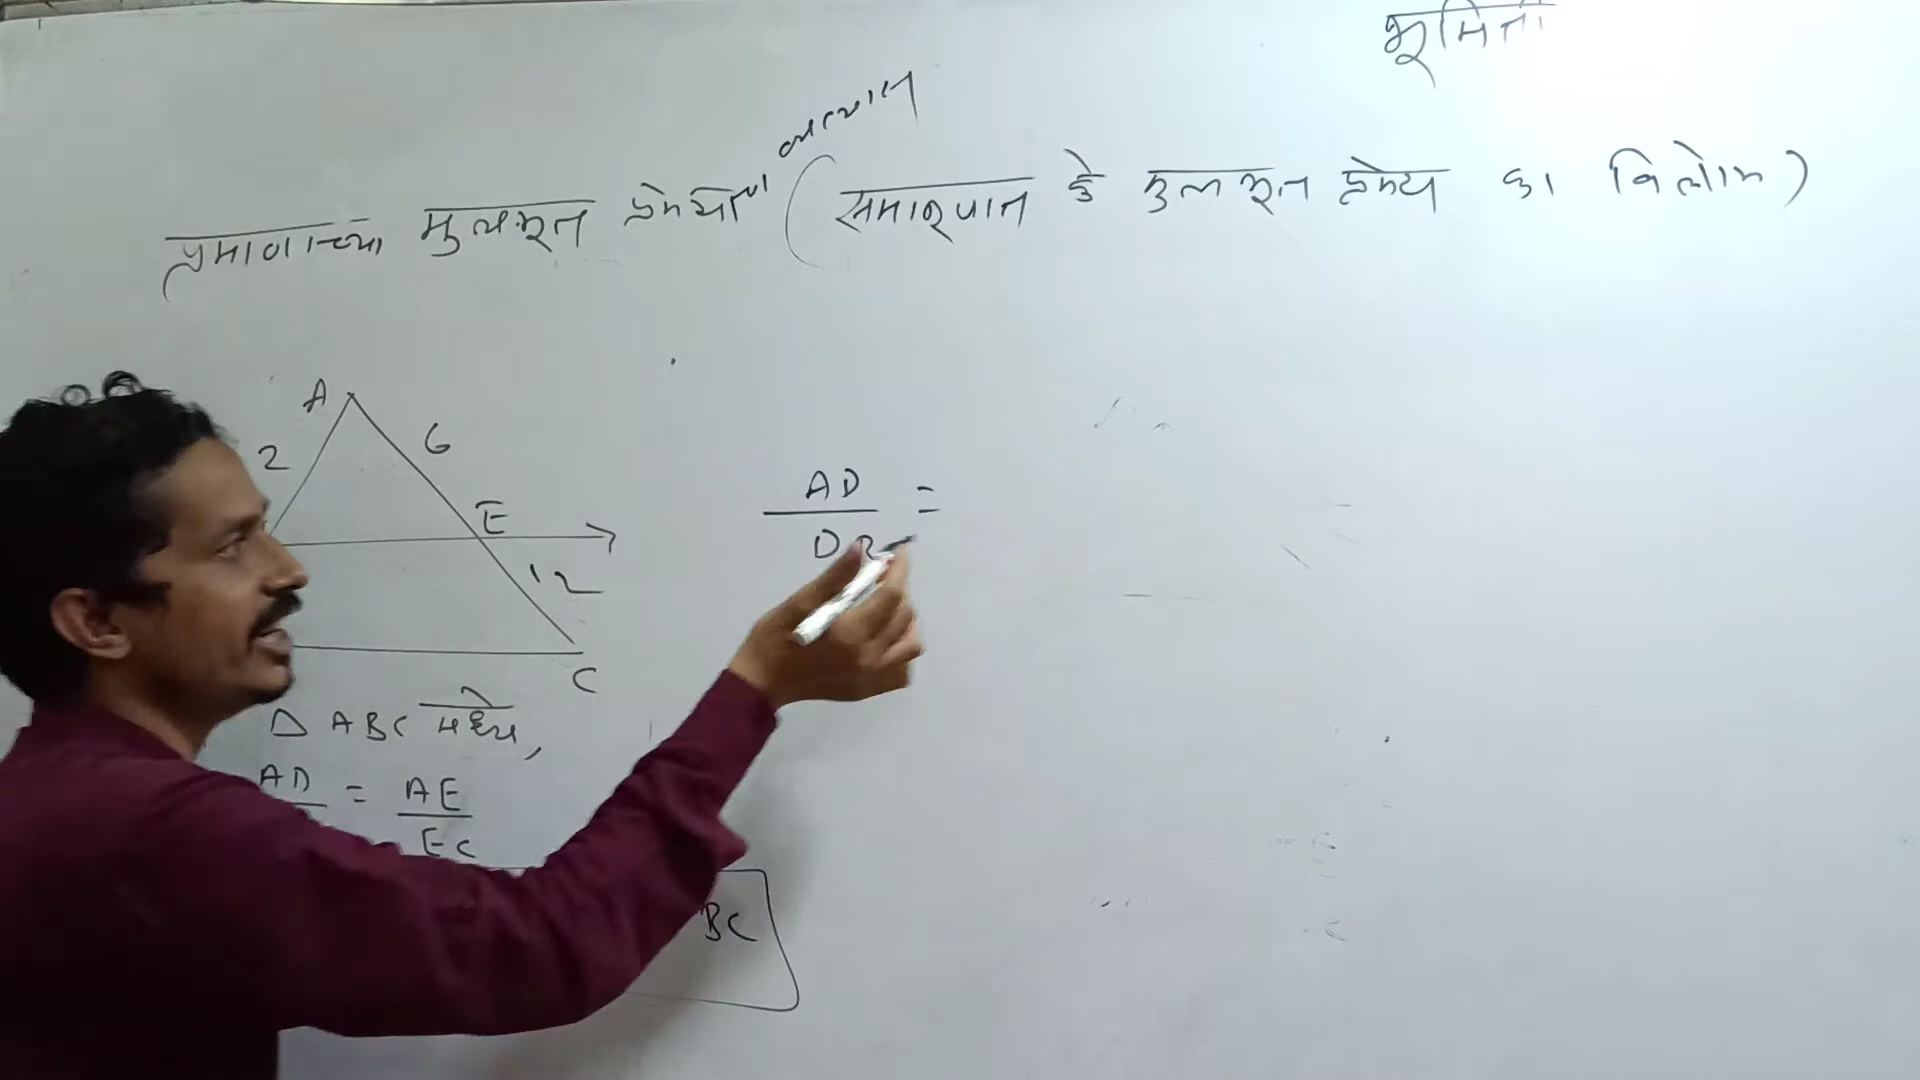 भूमिती
व्यत्यास
प्रमाणाच्या मुलभूत प्रमेयाचा (समानुपात के मुलभूत प्रमेय का विलोम)
A
2
6
E
12
C
Δ ABC मध्ये,
AD = AE
EC
BC
AD =
DB